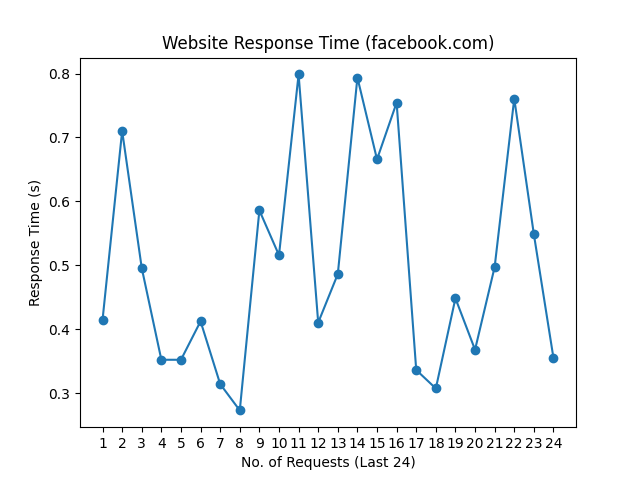 Website Response Time (facebook.com)
0.8
0.7
0.6
0.5
0.4
0.3
Response Time (s)
1 2 3 4 5 6 7 8 9 10 11 12 13 14 15 16 17 18 19 20 21 22 23 24
No. of Requests (Last 24)